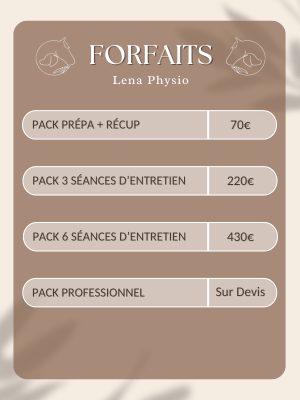 FORFAITS
Lena Physio
PACK PRÉPA + RÉCUP 70€
PACK 3 SÉANCES D'ENTRETIEN 220€
PACK 6 SÉANCES D'ENTRETIEN 430€
PACK PROFESSIONNEL Sur Devis